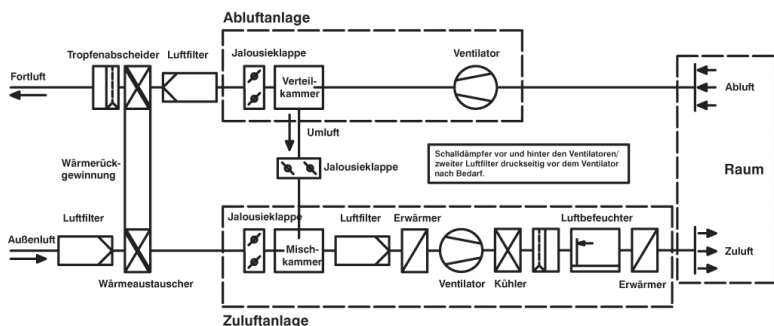 Abluftanlage
Tropfenabscheider
Luftfilter
Jalousieklappe
Ventilator
Fortluft
Verteil-
kammer
Abluft
Umluft
Wärmerück-
gewinnung
Jalousieklappe
Schalldämpfer vor und hinter den Ventilatoren/
zweiter Luftfilter druckseitig vor dem Ventilator
nach Bedarf.
Raum
Luftfilter
Jalousieklappe
Luftfilter
Erwärmer
Luftbefeuchter
Außenluft
Misch-
kammer
Zuluft
Wärmeaustauscher
Ventilator
Kühler
Erwärmer
Zuluftanlage